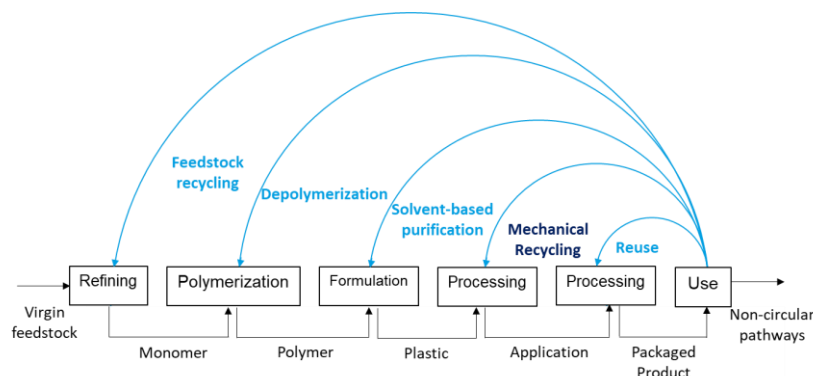 Feedstock
recycling
Depolymerization
Solvent-based
purification
Mechanical
Recycling
Reuse
Refining
Polymerization
Formulation
Processing
Processing
Use
Virgin
feedstock
Non-circular
pathways
Monomer
Polymer
Plastic
Application
Packaged
Product